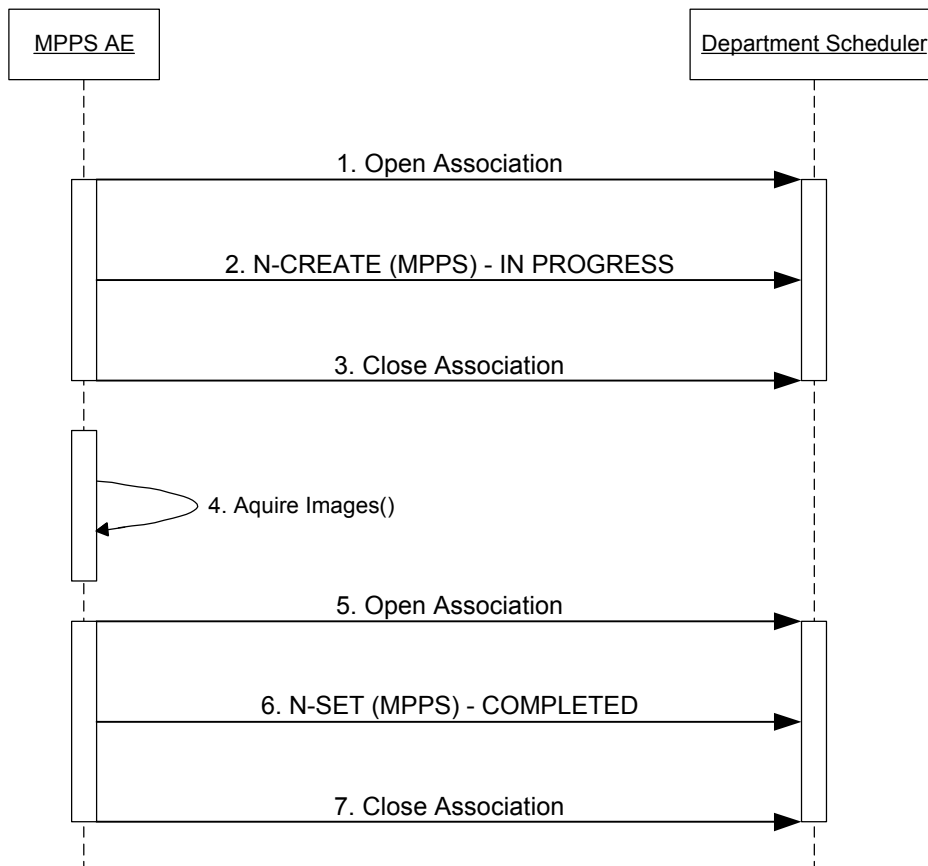 MPPS AE
Department Scheduler
1. Open Association
2. N-CREATE (MPPS) - IN PROGRESS
3. Close Association
4. Aquire Images()
5. Open Association
6. N-SET (MPPS) - COMPLETED
7. Close Association